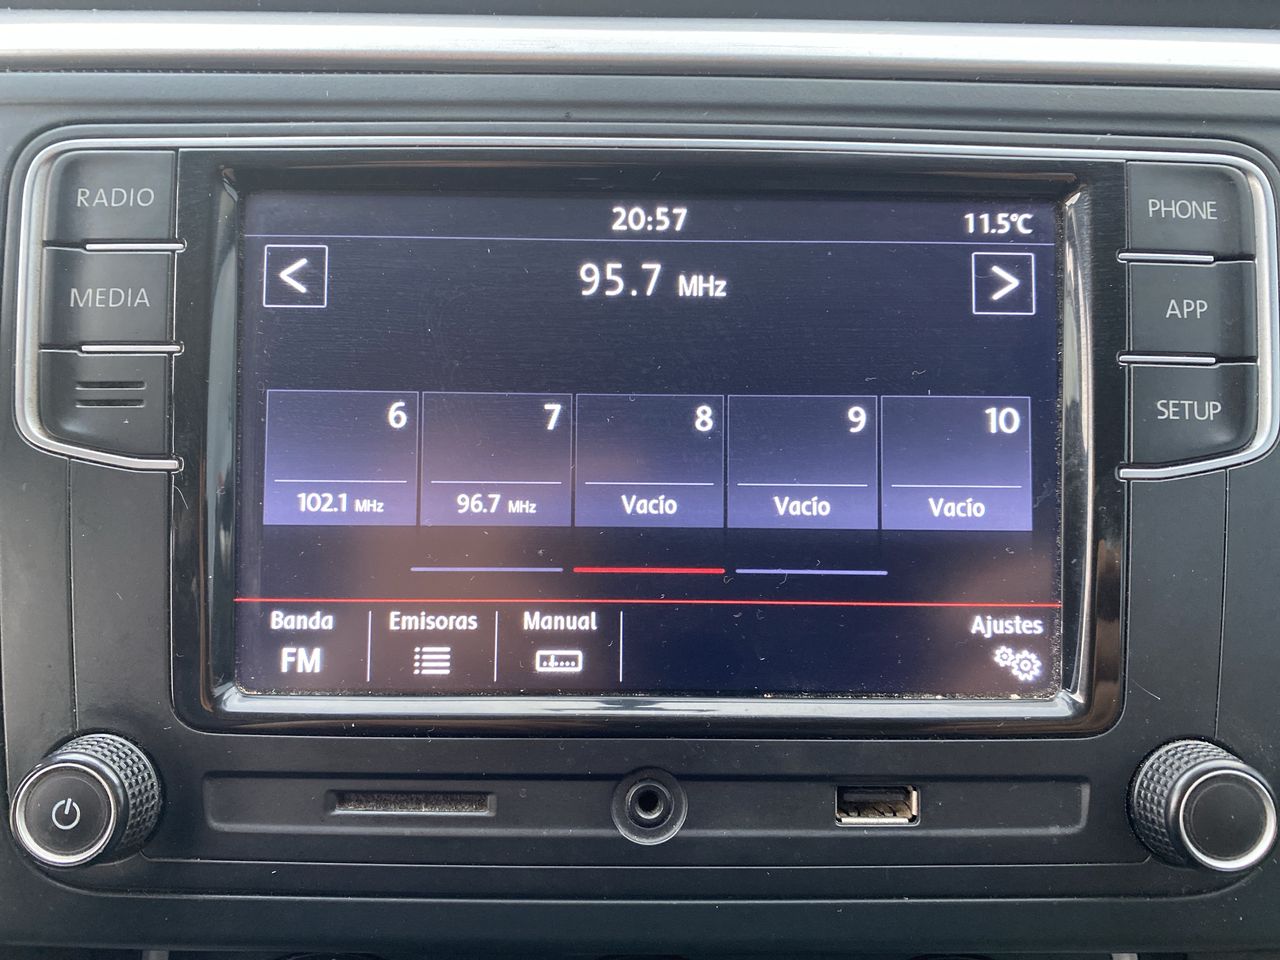 RADIO
MEDIA
PHONE
APP
SETUP
20:57
11.5°C
< 95.7 MHz >
6 7 8 9 10
102.1 MHz 96.7 MHz Vacío Vacío Vacío
Banda Emisoras Manual Ajustes
FM